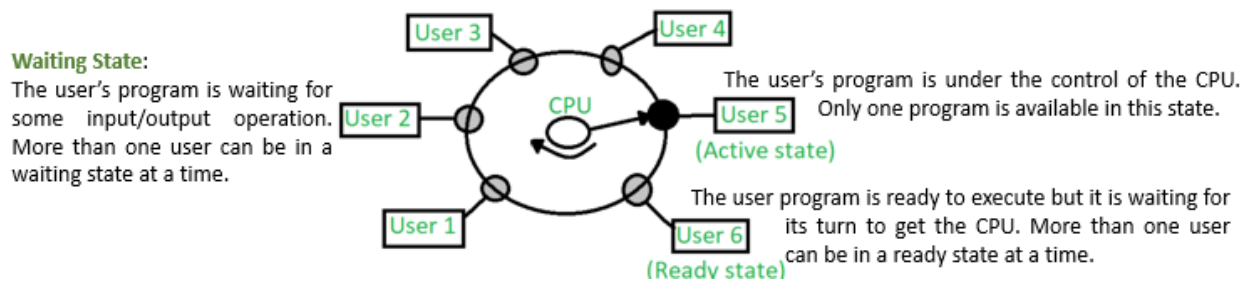 Waiting State:
The user's program is waiting for
some input/output operation.
More than one user can be in a
waiting state at a time.
User 3
User 4
User 2
CPU
User 5
(Active state)
User 1
User 6
(Ready state)
The user's program is under the control of the CPU.
Only one program is available in this state.
The user program is ready to execute but it is waiting for
its turn to get the CPU. More than one user
can be in a ready state at a time.